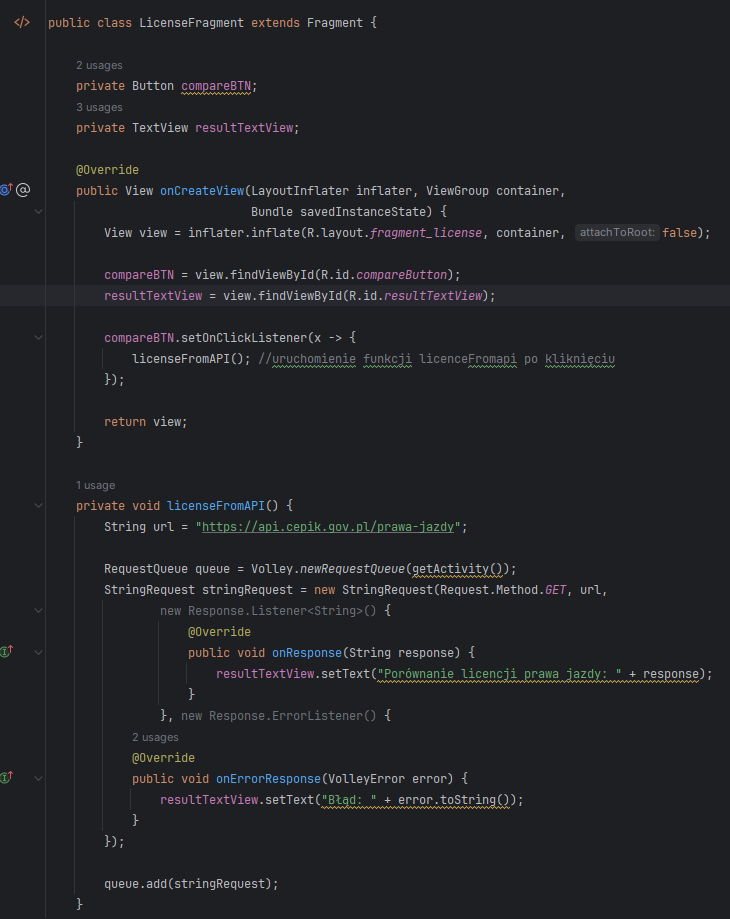 public class LicenseFragment extends Fragment {
2 usages
private Button compareBTN;
3 usages
private TextView resultTextView;
@Override
public View onCreateView(LayoutInflater inflater, ViewGroup container,
Bundle savedInstanceState) {
View view = inflater.inflate(R.layout.fragment_license, container, attachToRoot: false);
compareBTN = view.findViewById(R.id.compareButton);
resultTextView = view.findViewById(R.id.resultTextView);
compareBTN.setOnClickListener(x -> {
licenseFromAPI(); //uruchomienie funkcji licenceFromapi po kliknięciu
});
return view;
}
1 usage
private void licenseFromAPI() {
String url = "https://api.cepik.gov.pl/prawa-jazdy";
RequestQueue queue = Volley.newRequestQueue(getActivity());
StringRequest stringRequest = new StringRequest(Request.Method.GET, url,
new Response.Listener<String>() {
@Override
public void onResponse(String response) {
resultTextView.setText("Porównanie licencji prawa jazdy: " + response);
}
}, new Response.ErrorListener() {
2 usages
@Override
public void onErrorResponse(VolleyError error) {
resultTextView.setText("Błąd: " + error.toString());
}
});
queue.add(stringRequest);
}